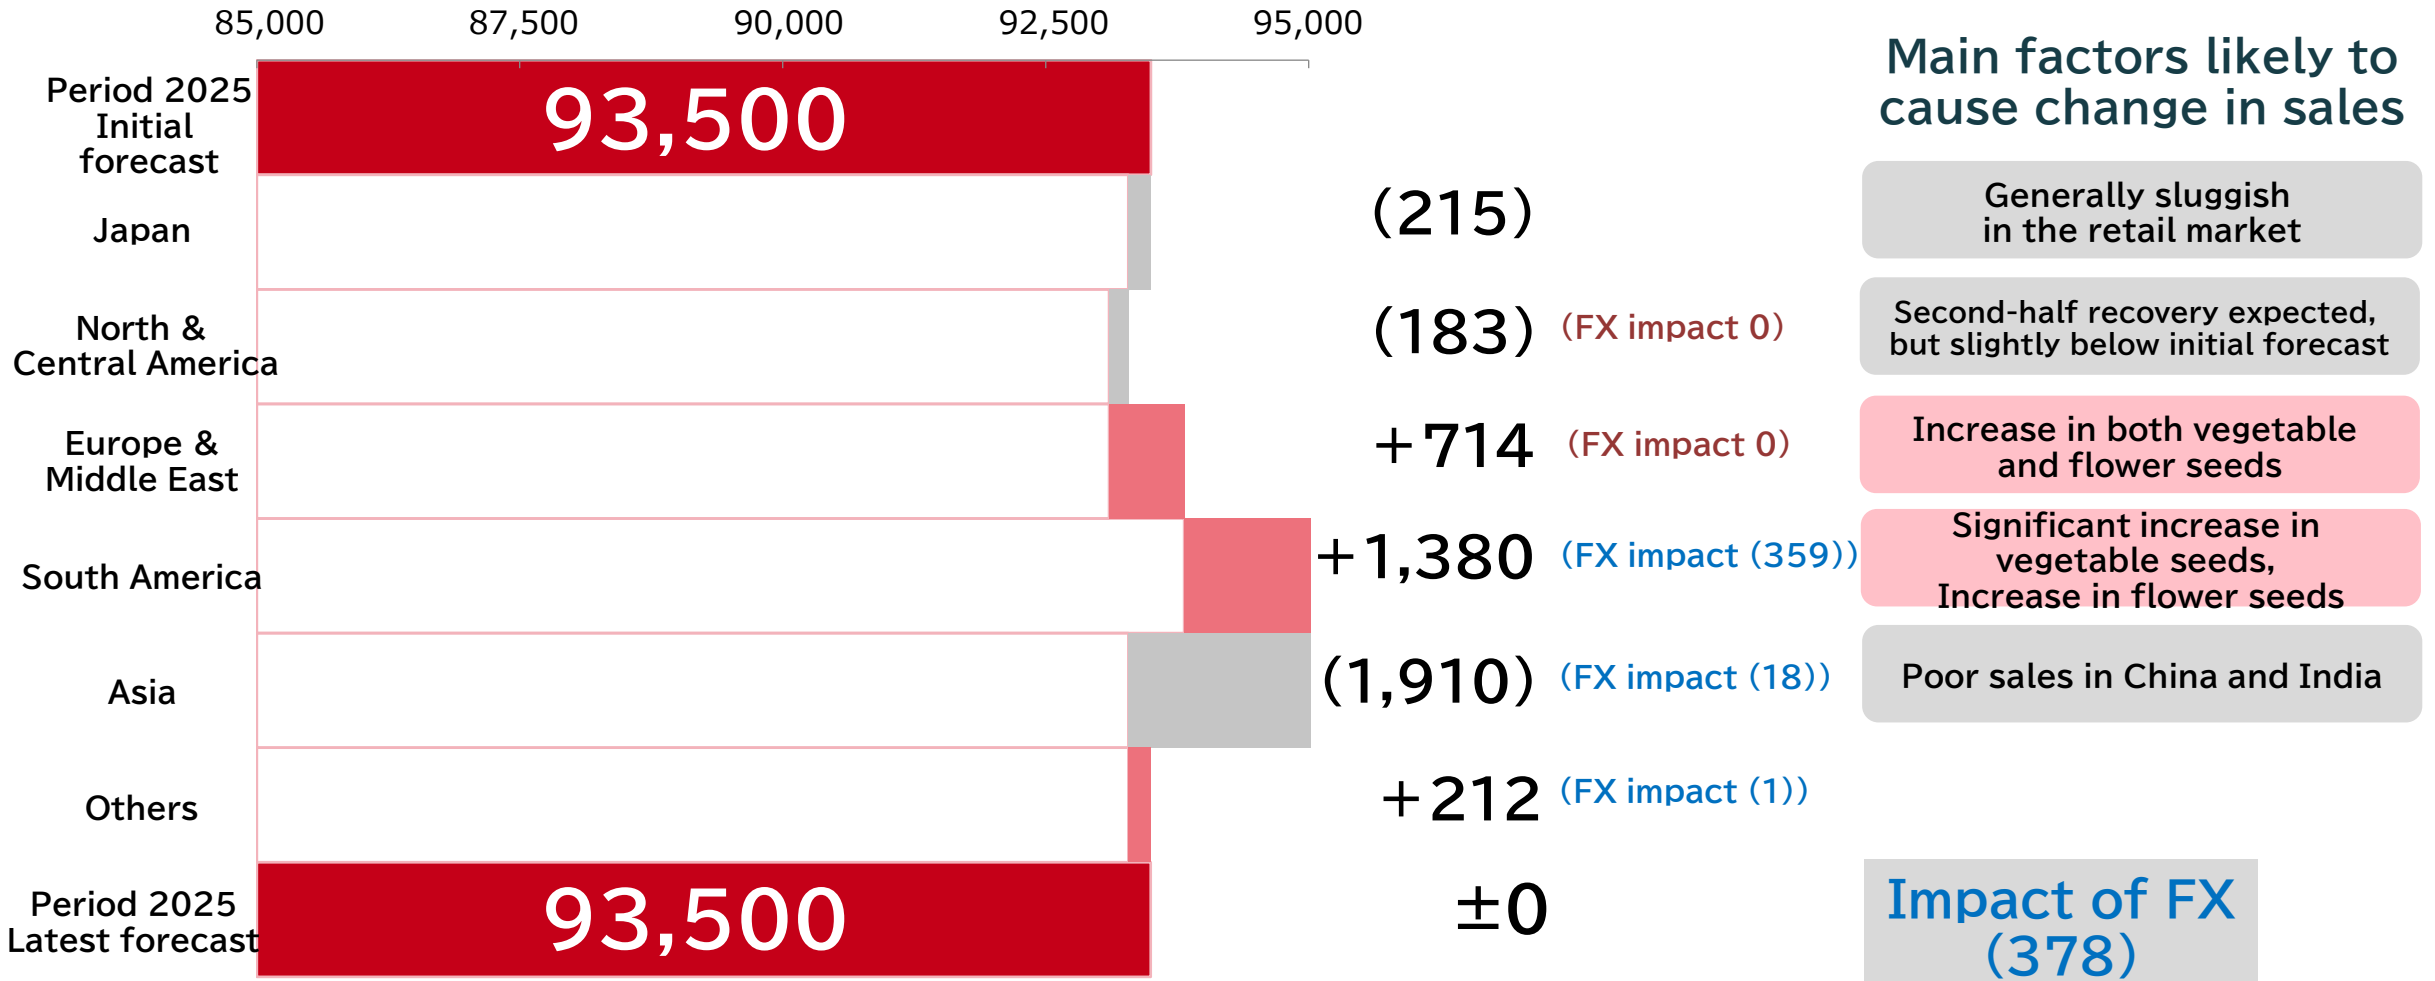 85,000 87,500 90,000 92,500 95,000
Main factors likely to
cause change in sales
Period 2025
Initial
forecast
93,500
Japan
(215)
Generally sluggish
in the retail market
North &
Central America
(183) (FX impact 0)
Second-half recovery expected,
but slightly below initial forecast
Europe &
Middle East
+714 (FX impact 0)
Increase in both vegetable
and flower seeds
South America
+1,380 (FX impact (359))
Significant increase in
vegetable seeds,
Increase in flower seeds
Asia
(1,910) (FX impact (18))
Poor sales in China and India
Others
+212 (FX impact (1))
Period 2025
Latest forecast
93,500
±0
Impact of FX
(378)